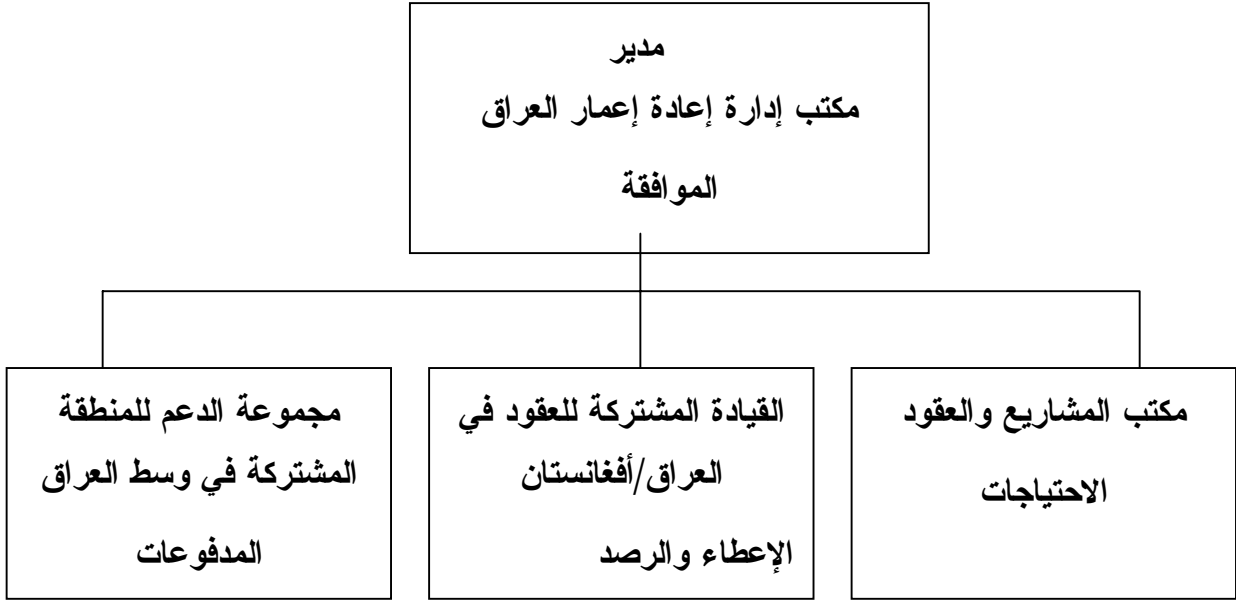 مدير
مكتب إدارة إعادة إعمار العراق
الموافقة
مكتب المشاريع والعقود
الاحتياجات
القيادة المشتركة للعقود في
العراق/أفغانستان
الإعطاء والرصد
مجموعة الدعم للمنطقة
المشتركة في وسط العراق
المدفوعات